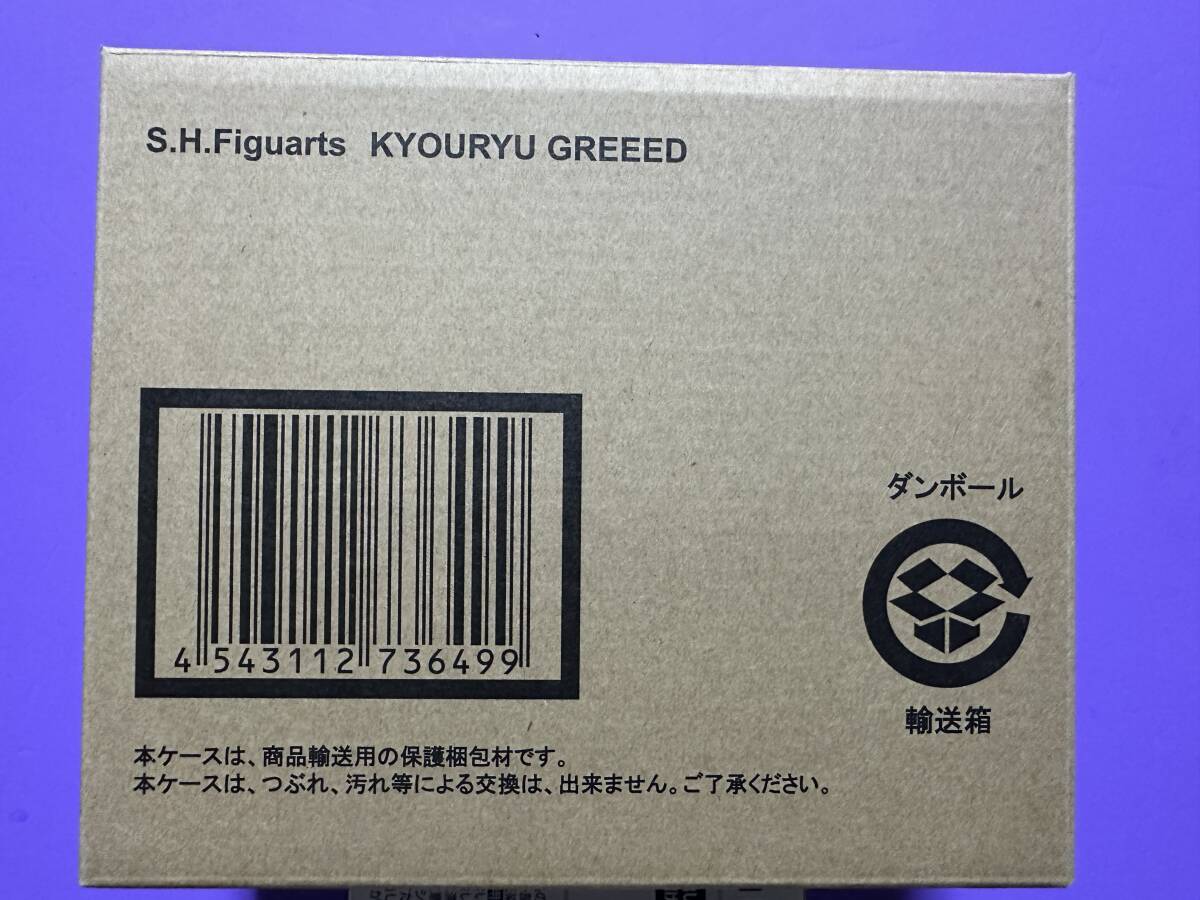 S.H.Figuarts KYOURYU GREEED
4 543112 736499
ダンボール
輸送箱
本ケースは、商品輸送用の保護梱包材です。
本ケースは、つぶれ、汚れ等による交換は、出来ません。ご了承ください。